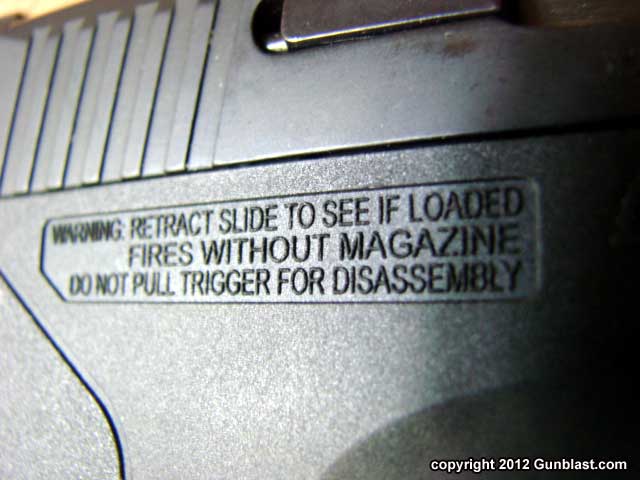 WARNING: RETRACT SLIDE TO SEE IF LOADED
FIRES WITHOUT MAGAZINE
DO NOT PULL TRIGGER FOR DISASSEMBLY
copyright 2012 Gunblast.com